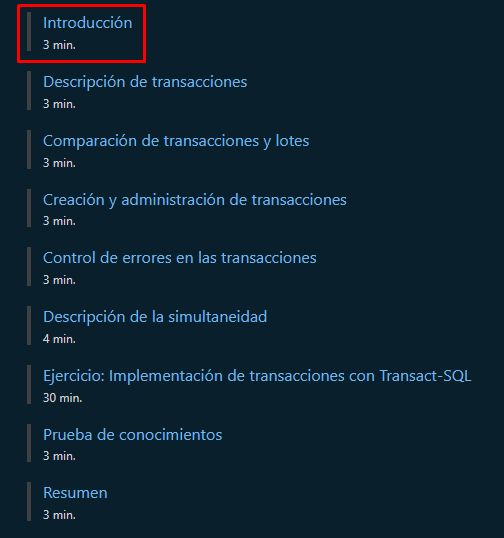 Introducción
3 min.
Descripción de transacciones
3 min.
Comparación de transacciones y lotes
3 min.
Creación y administración de transacciones
3 min.
Control de errores en las transacciones
3 min.
Descripción de la simultaneidad
4 min.
Ejercicio: Implementación de transacciones con Transact-SQL
30 min.
Prueba de conocimientos
3 min.
Resumen
3 min.